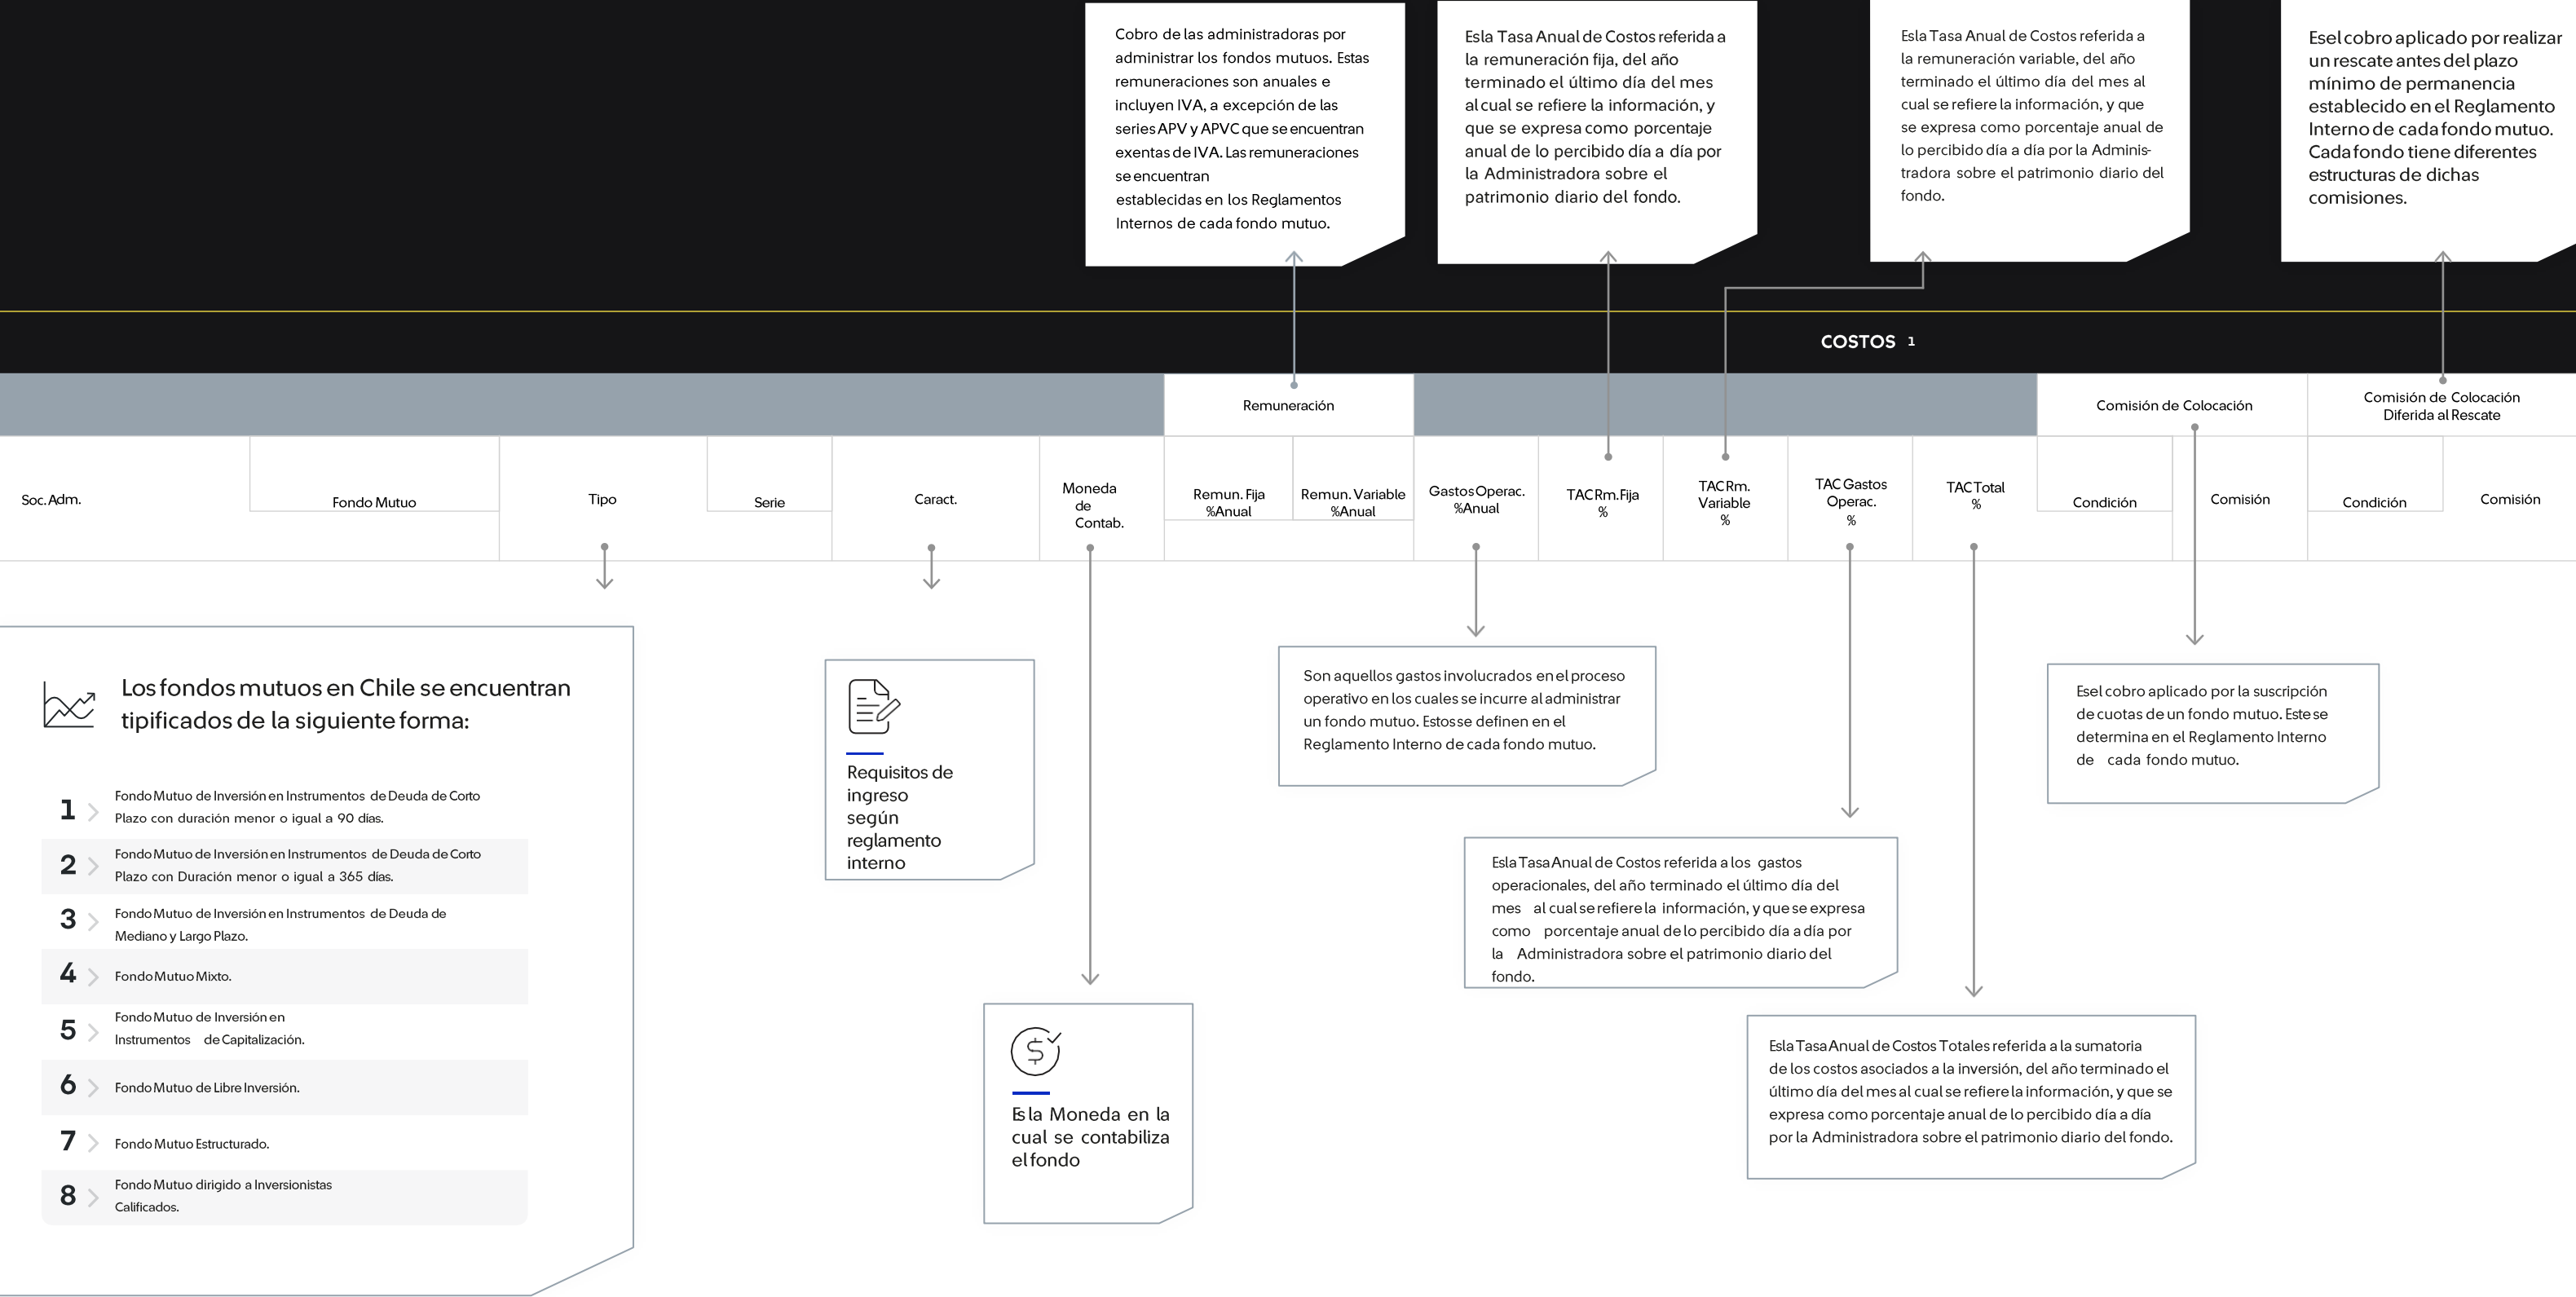 Cobro de las administradoras por
administrar los fondos mutuos. Estas
remuneraciones son anuales e
incluyen IVA, a excepción de las
series APV y APVC que se encuentran
exentas de IVA. Las remuneraciones
se encuentran
establecidas en los Reglamentos
Internos de cada fondo mutuo.
Es la Tasa Anual de Costos referida a
la remuneración fija, del año
terminado el último día del mes
al cual se refiere la información, y
que se expresa como porcentaje
anual de lo percibido día a día por
la Administradora sobre el
patrimonio diario del fondo.
Es la Tasa Anual de Costos referida a
la remuneración variable, del año
terminado el último día del mes al
cual se refiere la información, y que
se expresa como porcentaje anual de
lo percibido día a día por la Adminis-
tradora sobre el patrimonio diario del
fondo.
Es el cobro aplicado por realizar
un rescate antes del plazo
mínimo de permanencia
establecido en el Reglamento
Interno de cada fondo mutuo.
Cada fondo tiene diferentes
estructuras de dichas
comisiones.
COSTOS 1
Remuneración
Comisión de Colocación
Comisión de Colocación
Diferida al Rescate
Soc. Adm.
Fondo Mutuo
Tipo
Serie
Caract.
Moneda
de
Contab.
Remun. Fija
%Anual
Remun. Variable
%Anual
Gastos Operac.
%Anual
TAC Rm. Fija
%
TAC Rm.
Variable
%
TAC Gastos
Operac.
%
TAC Total
%
Condición
Comisión
Condición
Comisión
Los fondos mutuos en Chile se encuentran
tipificados de la siguiente forma:
1 Fondo Mutuo de Inversión en Instrumentos de Deuda de Corto
Plazo con duración menor o igual a 90 días.
2 Fondo Mutuo de Inversión en Instrumentos de Deuda de Corto
Plazo con Duración menor o igual a 365 días.
3 Fondo Mutuo de Inversión en Instrumentos de Deuda de
Mediano y Largo Plazo.
4 Fondo Mutuo Mixto.
5 Fondo Mutuo de Inversión en
Instrumentos de Capitalización.
6 Fondo Mutuo de Libre Inversión.
7 Fondo Mutuo Estructurado.
8 Fondo Mutuo dirigido a Inversionistas
Calificados.
Requisitos de
ingreso
según
reglamento
interno
Es la Moneda en la
cual se contabiliza
el fondo
Son aquellos gastos involucrados en el proceso
operativo en los cuales se incurre al administrar
un fondo mutuo. Estos se definen en el
Reglamento Interno de cada fondo mutuo.
Es la Tasa Anual de Costos referida a los gastos
operacionales, del año terminado el último día del
mes al cual se refiere la información, y que se expresa
como porcentaje anual de lo percibido día a día por
la Administradora sobre el patrimonio diario del
fondo.
Es la Tasa Anual de Costos Totales referida a la sumatoria
de los costos asociados a la inversión, del año terminado el
último día del mes al cual se refiere la información, y que se
expresa como porcentaje anual de lo percibido día a día
por la Administradora sobre el patrimonio diario del fondo.
Es el cobro aplicado por la suscripción
de cuotas de un fondo mutuo. Este se
determina en el Reglamento Interno
de cada fondo mutuo.